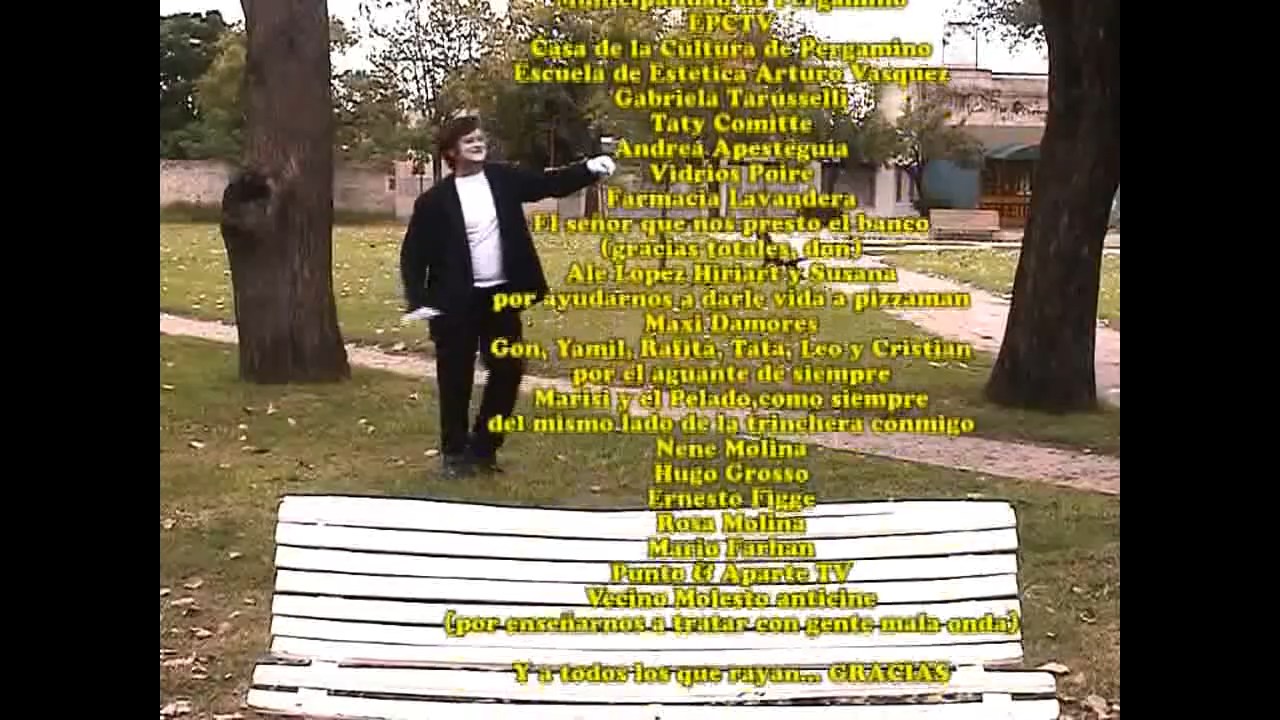 Municipalidad de Pergamino
EPCTV
Casa de la Cultura de Pergamino
Escuela de Estetica Arturo Vasquez
Gabriela Tarusselli
Taty Comitte
Andrea Apesteguia
Vidrios Poire
Farmacia Lavandera
El señor que nos presto el banco
(gracias totales, don)
Ale Lopez Hiriart y Susana
por ayudarnos a darle vida a pizzaman
Maxi Damores
Gon, Yamil, Rafita, Tata, Leo y Cristian
por el aguante de siempre
Marisi y el Pelado,como siempre
del mismo lado de la trinchera conmigo
Nene Molina
Hugo Grosso
Ernesto Figge
Rosa Molina
Mario Farhan
Punto & Aparte TV
Vecino Molesto anticine
(por enseñarnos a tratar con gente mala onda)
Y a todos los que rayan... GRACIAS